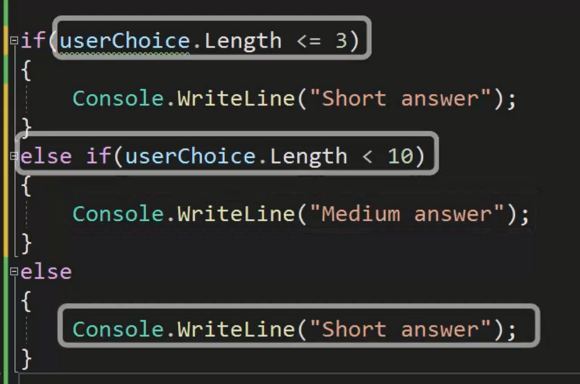 if(userChoice.Length <= 3)
{
Console.WriteLine("Short answer");
}
else if(userChoice.Length < 10)
{
Console.WriteLine("Medium answer");
}
else
{
Console.WriteLine("Short answer");
}